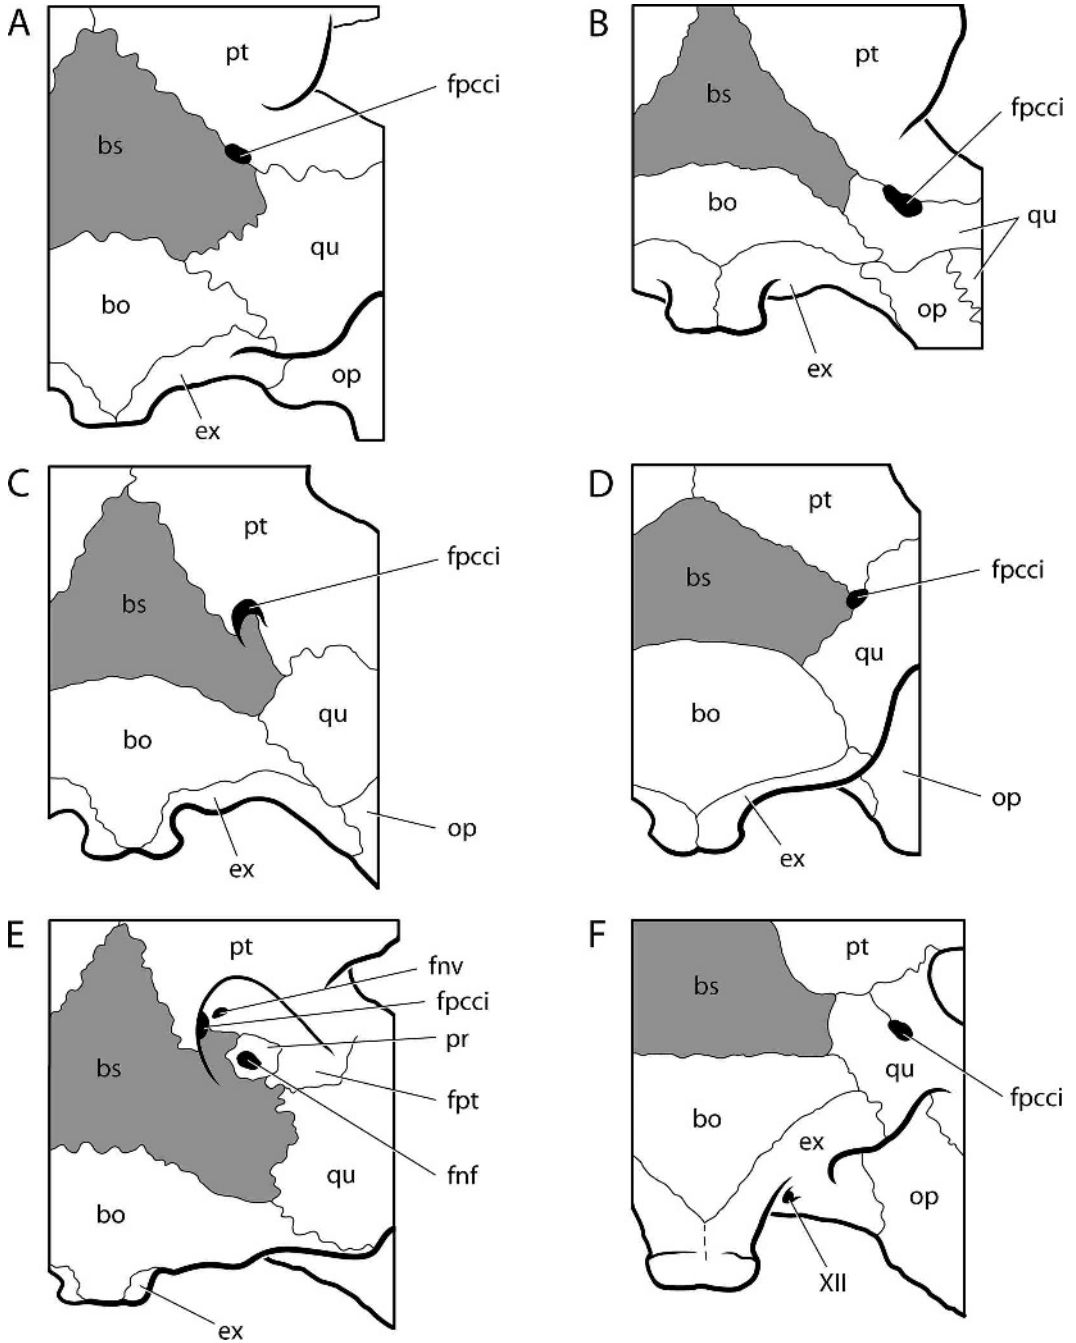 A
pt
fpcci
bs
qu
bo
op
ex
B
pt
bs
fpcci
bo
qu
op
ex
C
pt
fpcci
bs
qu
bo
op
ex
D
pt
fpcci
bs
qu
bo
op
ex
E
pt
fnv
fpcci
pr
bs
fpt
fnf
qu
bo
ex
F
pt
bs
qu
fpcci
bo
ex
op
XII